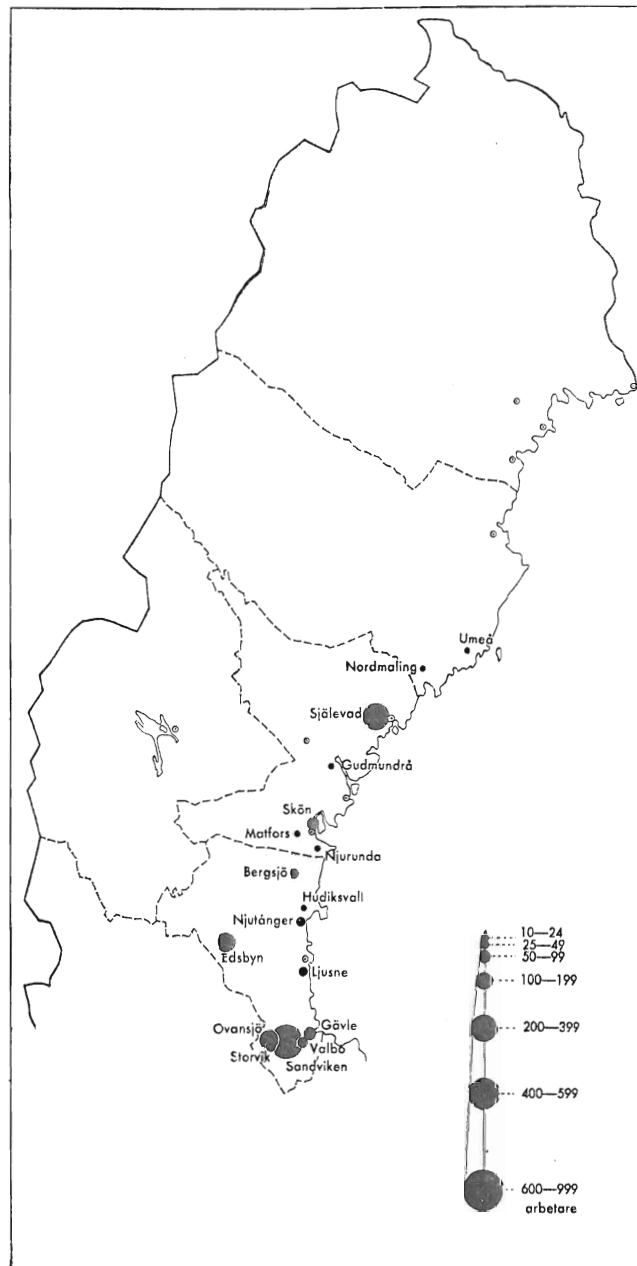 Umeå
Nordmaling
Själevad
Gudmundrå
Skön
Matfors
Njurunda
Bergsjö
Hudiksvall
Njutånger
Edsbyn
Ljusne
Ovansjö
Gävle
Storvik
Valbo
Sandviken
10—24
25—49
50—99
100—199
200—399
400—599
600—999
arbetare